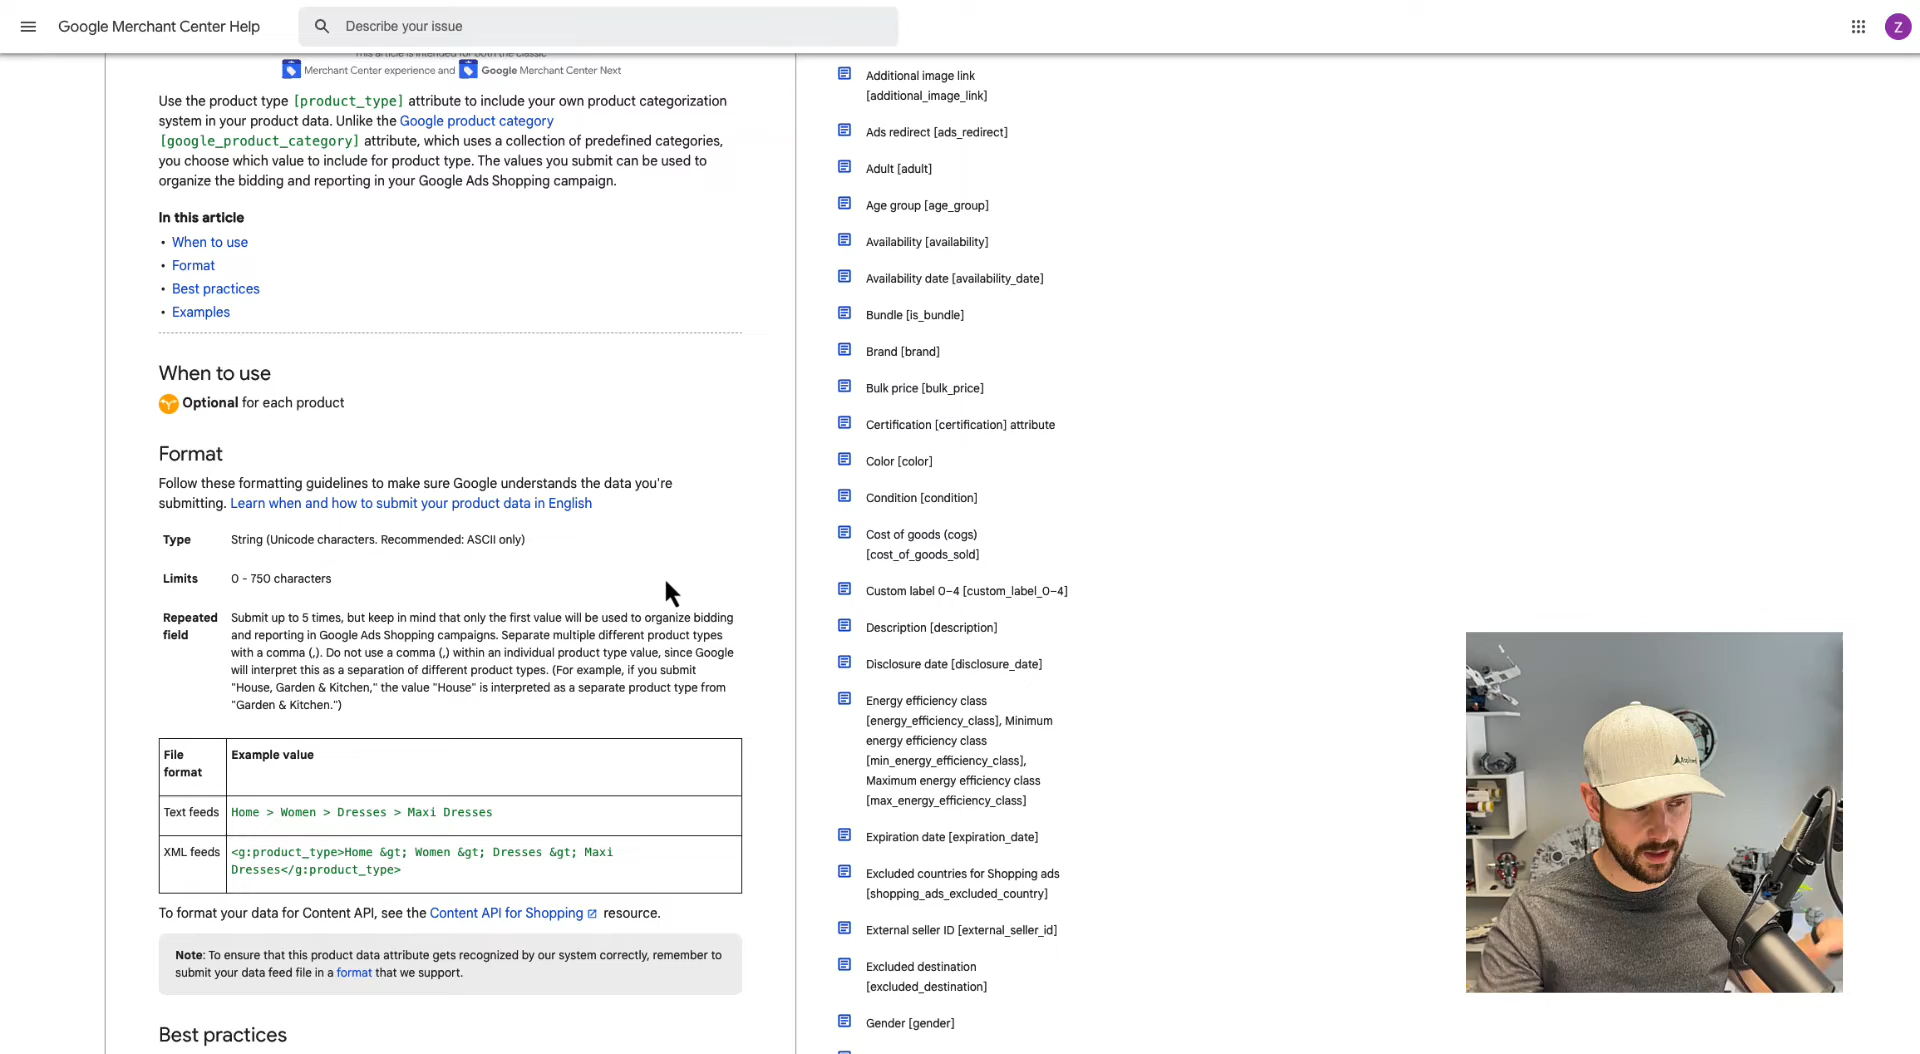 Google Merchant Center Help
Describe your issue
Z
This article is intended for both the classic
Merchant Center experience and Google Merchant Center Next
Use the product type [product_type] attribute to include your own product categorization
system in your product data. Unlike the Google product category
[google_product_category] attribute, which uses a collection of predefined categories,
you choose which value to include for product type. The values you submit can be used to
organize the bidding and reporting in your Google Ads Shopping campaign.
In this article
• When to use
• Format
• Best practices
• Examples
When to use
Optional for each product
Format
Follow these formatting guidelines to make sure Google understands the data you're
submitting. Learn when and how to submit your product data in English
Type String (Unicode characters. Recommended: ASCII only)
Limits 0 - 750 characters
Repeated field
Submit up to 5 times, but keep in mind that only the first value will be used to organize bidding
and reporting in Google Ads Shopping campaigns. Separate multiple different product types
with a comma (,). Do not use a comma (,) within an individual product type value, since Google
will interpret this as a separation of different product types. (For example, if you submit
"House, Garden & Kitchen," the value "House" is interpreted as a separate product type from
"Garden & Kitchen.")
File format Example value
Text feeds Home > Women > Dresses > Maxi Dresses
XML feeds <g:product_type>Home &gt; Women &gt; Dresses &gt; Maxi
Dresses</g:product_type>
To format your data for Content API, see the Content API for Shopping resource.
Note: To ensure that this product data attribute gets recognized by our system correctly, remember to
submit your data feed file in a format that we support.
Best practices
Additional image link
[additional_image_link]
Ads redirect [ads_redirect]
Adult [adult]
Age group [age_group]
Availability [availability]
Availability date [availability_date]
Bundle [is_bundle]
Brand [brand]
Bulk price [bulk_price]
Certification [certification] attribute
Color [color]
Condition [condition]
Cost of goods (cogs)
[cost_of_goods_sold]
Custom label 0–4 [custom_label_0–4]
Description [description]
Disclosure date [disclosure_date]
Energy efficiency class
[energy_efficiency_class], Minimum
energy efficiency class
[min_energy_efficiency_class],
Maximum energy efficiency class
[max_energy_efficiency_class]
Expiration date [expiration_date]
Excluded countries for Shopping ads
[shopping_ads_excluded_country]
External seller ID [external_seller_id]
Excluded destination
[excluded_destination]
Gender [gender]